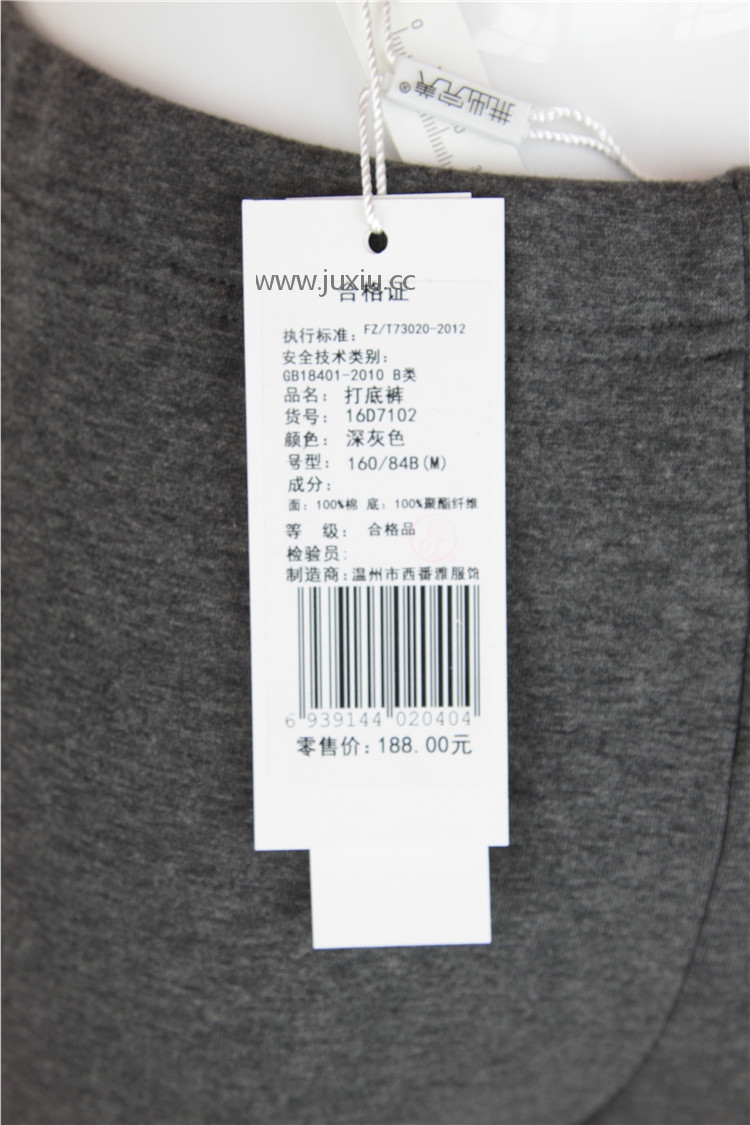 www.juxiu.cc
合格证
执行标准: FZ/T73020-2012
安全技术类别:
GB18401-2010 B类
品名: 打底裤
货号: 16D7102
颜色: 深灰色
号型: 160/84B(M)
成分:
面: 100%棉 底: 100%聚酯纤维
等 级: 合格品
检验员:
制造商: 温州市西番雅服饰
6 939144 020404
零售价: 188.00元